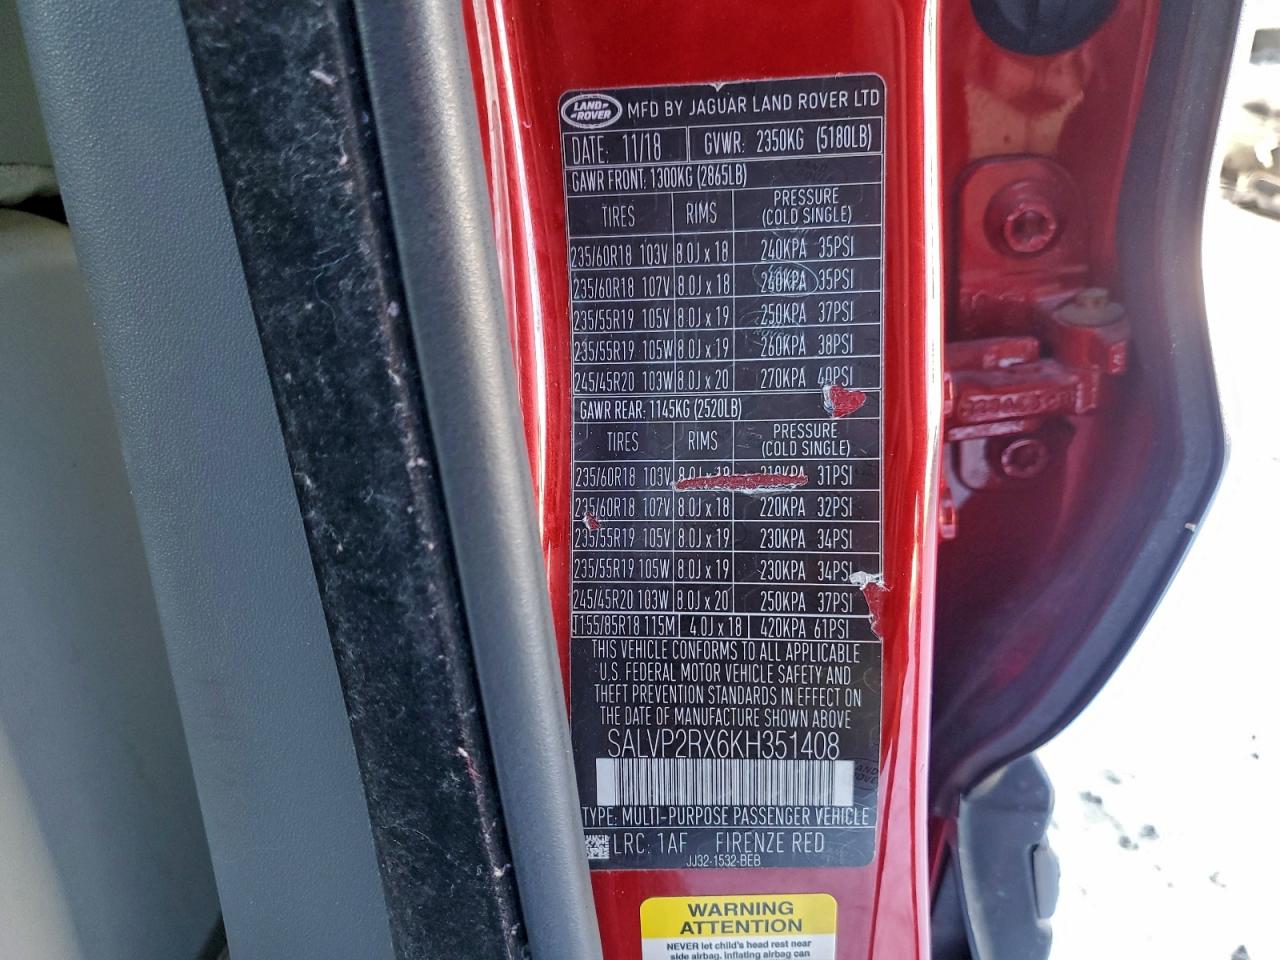 LAND-
-ROVER
MFD BY JAGUAR LAND ROVER LTD
DATE: 11/18 GVWR: 2350KG (5180LB)
GAWR FRONT: 1300KG (2865LB)
TIRES RIMS PRESSURE (COLD SINGLE)
235/60R18 103V 8.0J x 18 240KPA 35PSI
235/60R18 107V 8.0J x 18 240KPA 35PSI
235/55R19 105V 8.0J x 19 250KPA 37PSI
235/55R19 105W 8.0J x 19 260KPA 38PSI
245/45R20 103W 8.0J x 20 270KPA 40PSI
GAWR REAR: 1145KG (2520LB)
TIRES RIMS PRESSURE (COLD SINGLE)
235/60R18 103V 8.0J x 18 210KPA 31PSI
235/60R18 107V 8.0J x 18 220KPA 32PSI
235/55R19 105V 8.0J x 19 230KPA 34PSI
235/55R19 105W 8.0J x 19 230KPA 34PSI
245/45R20 103W 8.0J x 20 250KPA 37PSI
T155/85R18 115M 4.0J x 18 420KPA 61PSI
THIS VEHICLE CONFORMS TO ALL APPLICABLE
U.S. FEDERAL MOTOR VEHICLE SAFETY AND
THEFT PREVENTION STANDARDS IN EFFECT ON
THE DATE OF MANUFACTURE SHOWN ABOVE
SALVP2RX6KH351408
TYPE: MULTI-PURPOSE PASSENGER VEHICLE
LRC: 1AF FIRENZE RED
JJ32-1532-BEB
WARNING
ATTENTION
NEVER let child's head rest near
side airbag. Inflating airbag can